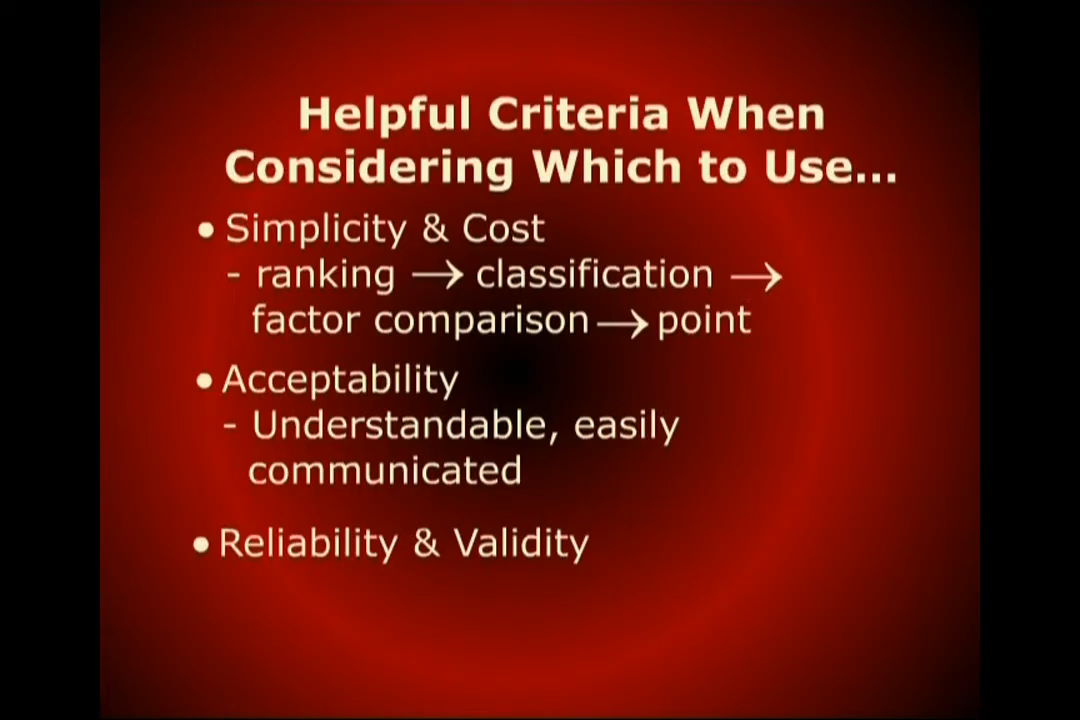 Helpful Criteria When
Considering Which to Use...
• Simplicity & Cost
- ranking → classification →
factor comparison → point
• Acceptability
- Understandable, easily
communicated
• Reliability & Validity